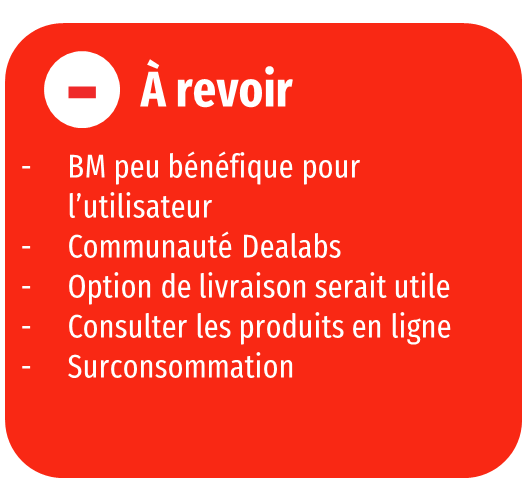 À revoir
- BM peu bénéfique pour
l’utilisateur
- Communauté Dealabs
- Option de livraison serait utile
- Consulter les produits en ligne
- Surconsommation